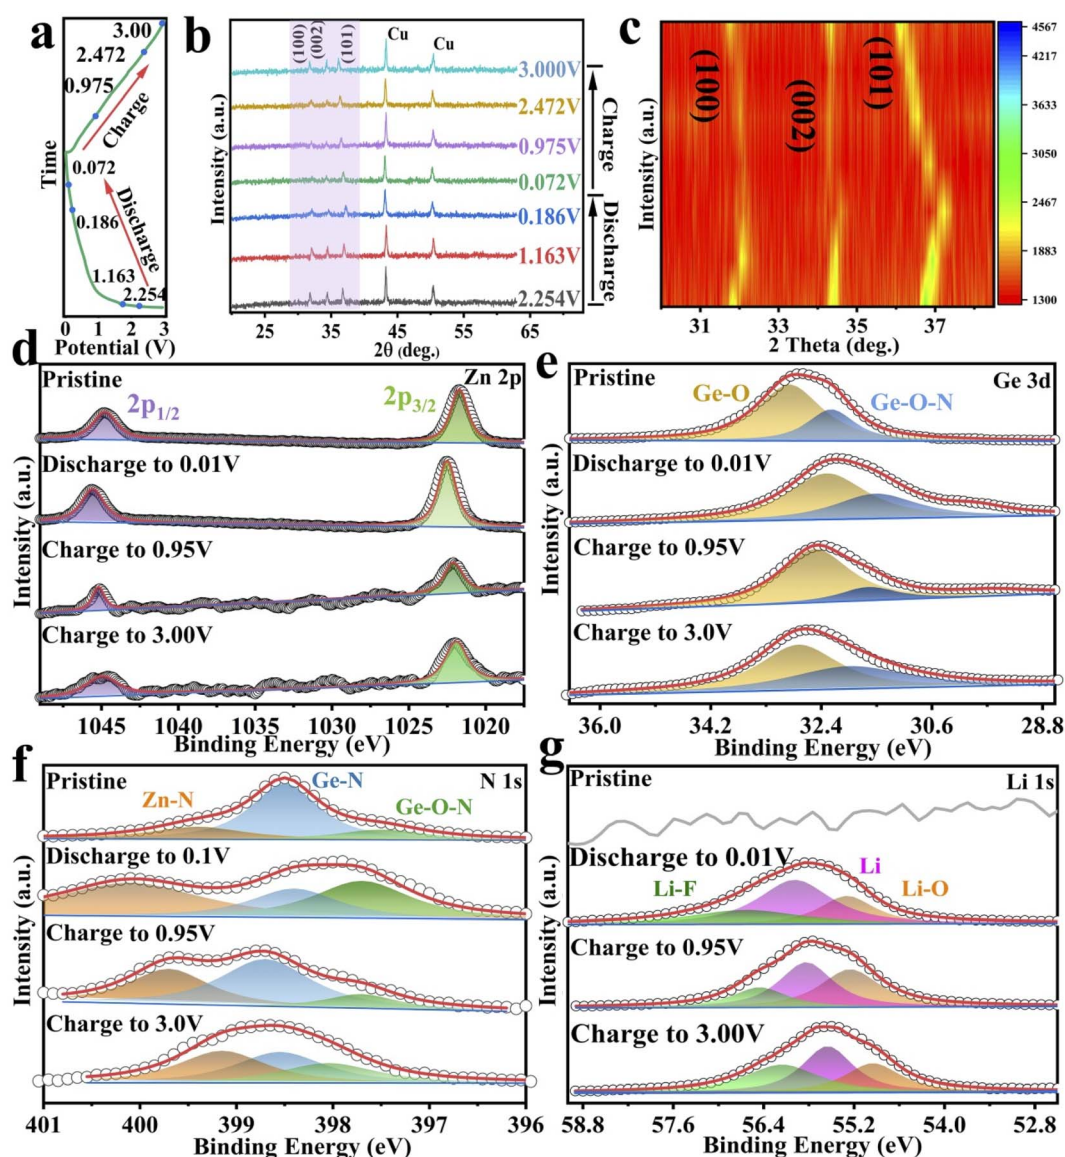 a
3.00
2.472
0.975
Charge
0.072
Discharge
0.186
1.163
2.254
Time
0 1 2 3
Potential (V)
b
(100)
(002)
(101)
Cu
Cu
3.000V
2.472V
0.975V
0.072V
0.186V
1.163V
2.254V
Charge
Discharge
Intensity (a.u.)
25 35 45 55 65
2θ (deg.)
c
(100)
(002)
(101)
Intensity (a.u.)
31 33 35 37
2 Theta (deg.)
4567
4217
3633
3050
2467
1883
1300
d
Pristine
Zn 2p
2p1/2
2p3/2
Discharge to 0.01V
Charge to 0.95V
Charge to 3.00V
Intensity (a.u.)
1045 1040 1035 1030 1025 1020
Binding Energy (eV)
e
Pristine
Ge 3d
Ge-O
Ge-O-N
Discharge to 0.01V
Charge to 0.95V
Charge to 3.0V
Intensity (a.u.)
36.0 34.2 32.4 30.6 28.8
Binding Energy (eV)
f
Pristine
N 1s
Zn-N
Ge-N
Ge-O-N
Discharge to 0.1V
Charge to 0.95V
Charge to 3.0V
Intensity (a.u.)
401 400 399 398 397 396
Binding Energy (eV)
g
Pristine
Li 1s
Discharge to 0.01V
Li-F
Li
Li-O
Charge to 0.95V
Charge to 3.00V
Intensity (a.u.)
58.8 57.6 56.4 55.2 54.0 52.8
Binding Energy (eV)